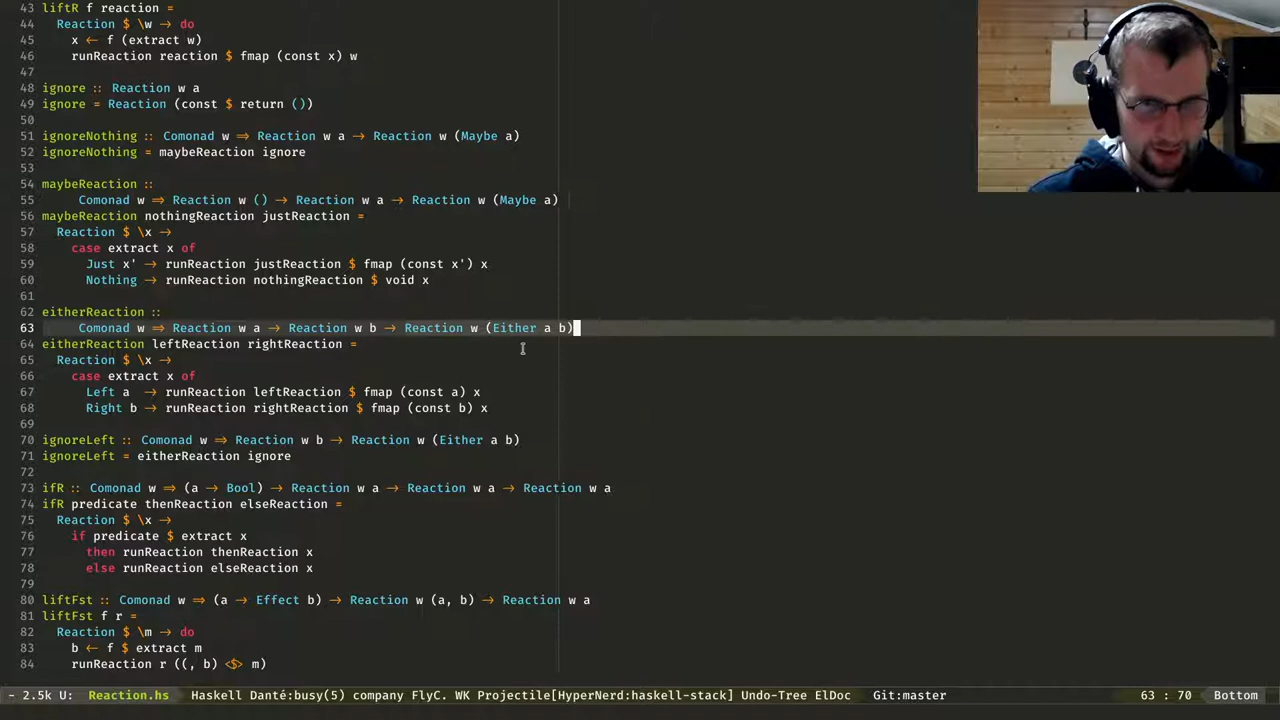 43 liftR f reaction =
44   Reaction $ \w → do
45     x ← f (extract w)
46     runReaction reaction $ fmap (const x) w
47
48 ignore :: Reaction w a
49 ignore = Reaction (const $ return ())
50
51 ignoreNothing :: Comonad w ⇒ Reaction w a → Reaction w (Maybe a)
52 ignoreNothing = maybeReaction ignore
53
54 maybeReaction ::
55      Comonad w ⇒ Reaction w () → Reaction w a → Reaction w (Maybe a)
56 maybeReaction nothingReaction justReaction =
57   Reaction $ \x →
58     case extract x of
59       Just x' → runReaction justReaction $ fmap (const x') x
60       Nothing → runReaction nothingReaction $ void x
61
62 eitherReaction ::
63      Comonad w ⇒ Reaction w a → Reaction w b → Reaction w (Either a b)
64 eitherReaction leftReaction rightReaction =
65   Reaction $ \x →
66     case extract x of
67       Left a  → runReaction leftReaction $ fmap (const a) x
68       Right b → runReaction rightReaction $ fmap (const b) x
69
70 ignoreLeft :: Comonad w ⇒ Reaction w b → Reaction w (Either a b)
71 ignoreLeft = eitherReaction ignore
72
73 ifR :: Comonad w ⇒ (a → Bool) → Reaction w a → Reaction w a → Reaction w a
74 ifR predicate thenReaction elseReaction =
75   Reaction $ \x →
76     if predicate $ extract x
77       then runReaction thenReaction x
78       else runReaction elseReaction x
79
80 liftFst :: Comonad w ⇒ (a → Effect b) → Reaction w (a, b) → Reaction w a
81 liftFst f r =
82   Reaction $ \m → do
83     b ← f $ extract m
84     runReaction r ((, b) <$> m)
- 2.5k U: Reaction.hs Haskell Danté:busy(5) company FlyC. WK Projectile[HyperNerd:haskell-stack] Undo-Tree ElDoc Git:master 63 : 70 Bottom